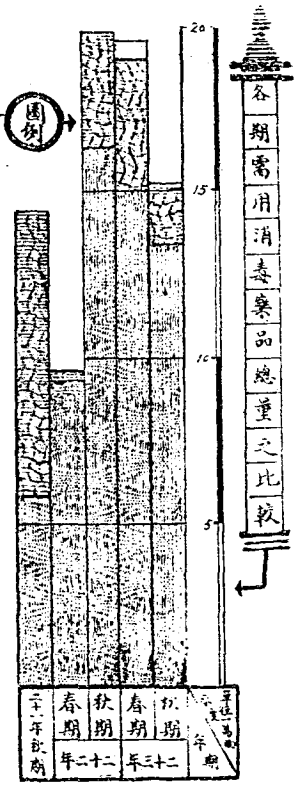 各期需用消毒藥品總量之比較
圖例
20
15
10
5
年期
秋期
春期
秋期
春期
二十三年
二十二年
二十一年秋期